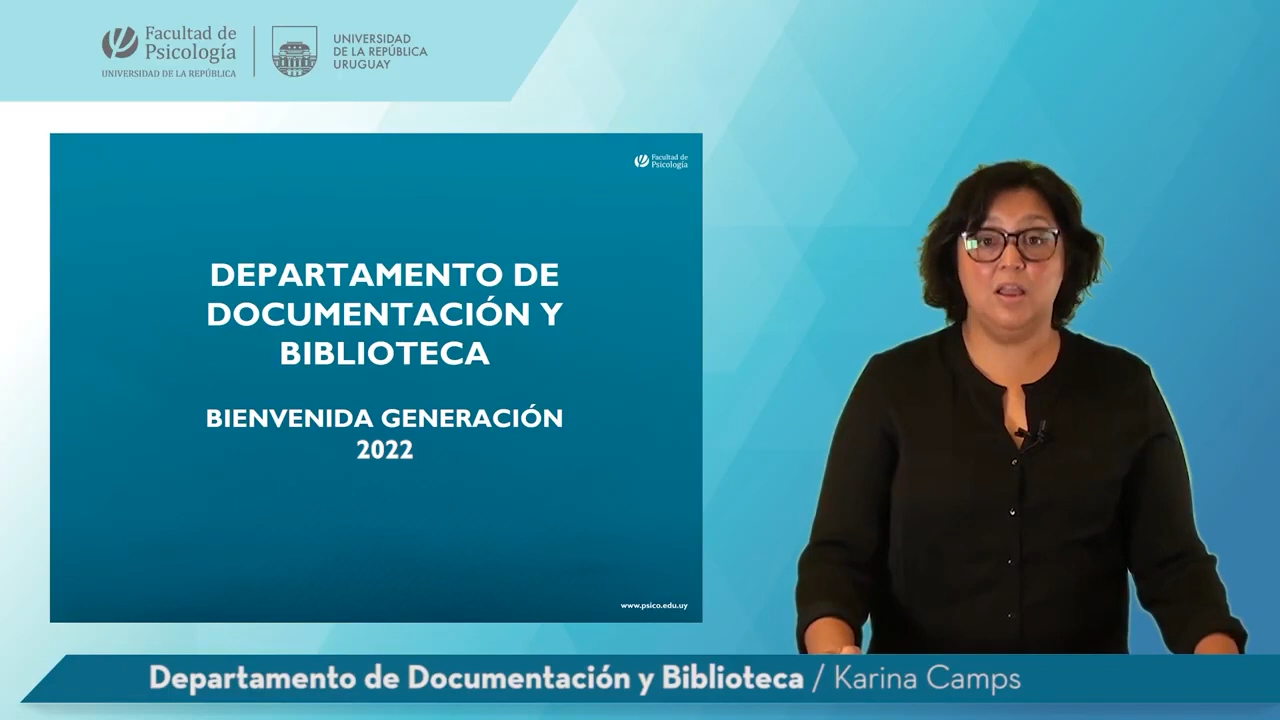 Facultad de
Psicología
UNIVERSIDAD DE LA REPÚBLICA
UNIVERSIDAD
DE LA REPÚBLICA
URUGUAY
Facultad de
Psicología
DEPARTAMENTO DE
DOCUMENTACIÓN Y
BIBLIOTECA
BIENVENIDA GENERACIÓN
2022
www.psico.edu.uy
Departamento de Documentación y Biblioteca / Karina Camps